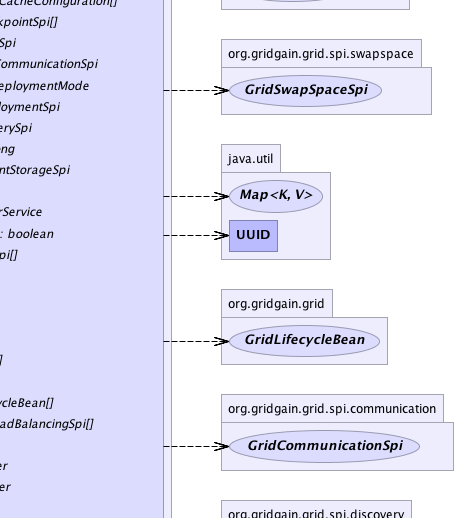 CacheConfiguration[]
kpointSpi[]
Spi
CommunicationSpi
eploymentMode
loymentSpi
erySpi
ong
ntStorageSpi
rService
: boolean
pi[]
]
ycleBean[]
adBalancingSpi[]
er
er
org.gridgain.grid.spi.swapspace
GridSwapSpaceSpi
java.util
Map<K, V>
UUID
org.gridgain.grid
GridLifecycleBean
org.gridgain.grid.spi.communication
GridCommunicationSpi
org.gridgain.grid.spi.discovery